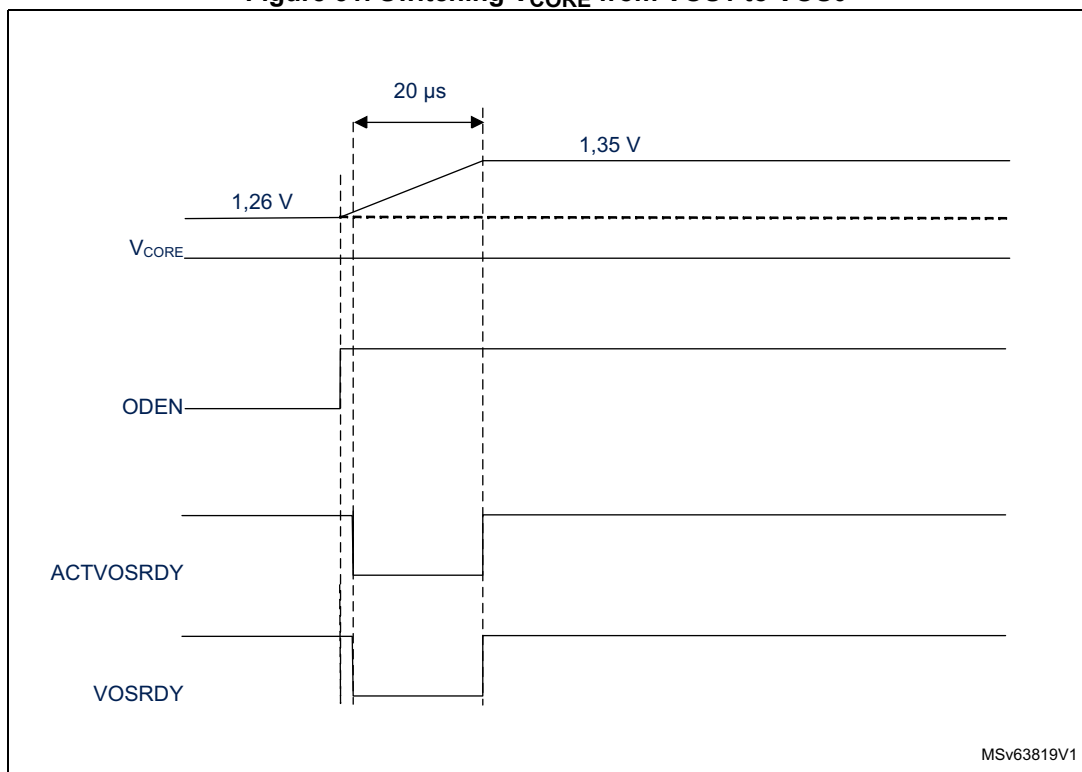 20 µs
1,35 V
1,26 V
VCORE
ODEN
ACTVOSRDY
VOSRDY
MSv63819V1